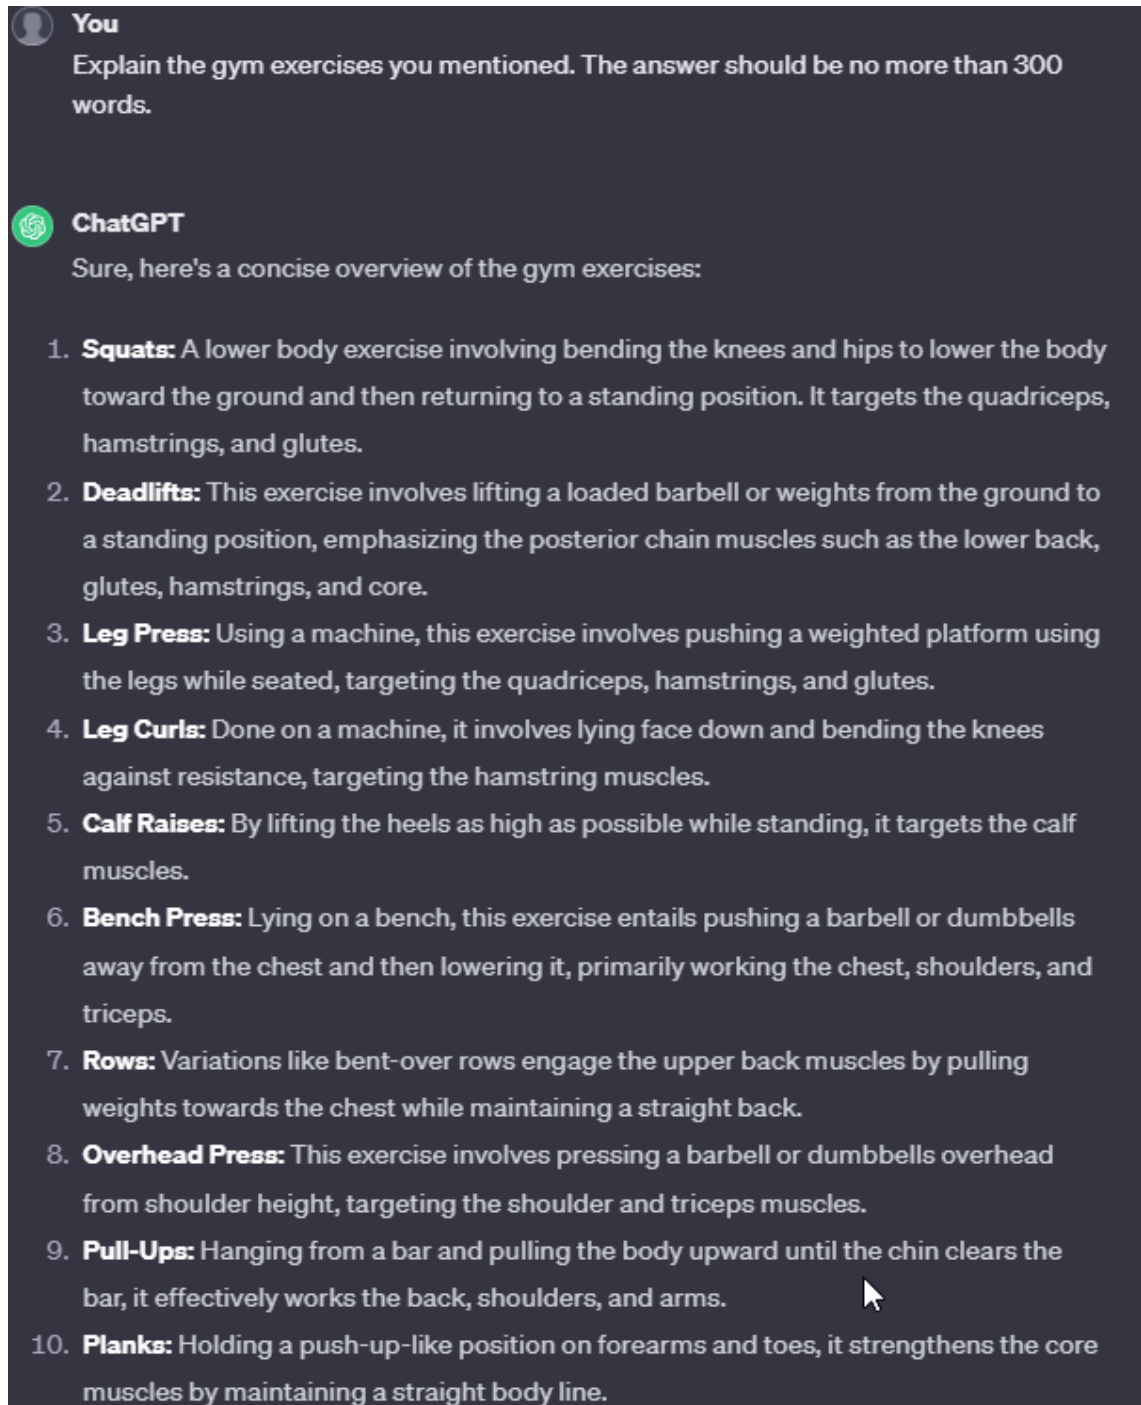 You
Explain the gym exercises you mentioned. The answer should be no more than 300
words.
ChatGPT
Sure, here's a concise overview of the gym exercises:
1. Squats: A lower body exercise involving bending the knees and hips to lower the body
toward the ground and then returning to a standing position. It targets the quadriceps,
hamstrings, and glutes.
2. Deadlifts: This exercise involves lifting a loaded barbell or weights from the ground to
a standing position, emphasizing the posterior chain muscles such as the lower back,
glutes, hamstrings, and core.
3. Leg Press: Using a machine, this exercise involves pushing a weighted platform using
the legs while seated, targeting the quadriceps, hamstrings, and glutes.
4. Leg Curls: Done on a machine, it involves lying face down and bending the knees
against resistance, targeting the hamstring muscles.
5. Calf Raises: By lifting the heels as high as possible while standing, it targets the calf
muscles.
6. Bench Press: Lying on a bench, this exercise entails pushing a barbell or dumbbells
away from the chest and then lowering it, primarily working the chest, shoulders, and
triceps.
7. Rows: Variations like bent-over rows engage the upper back muscles by pulling
weights towards the chest while maintaining a straight back.
8. Overhead Press: This exercise involves pressing a barbell or dumbbells overhead
from shoulder height, targeting the shoulder and triceps muscles.
9. Pull-Ups: Hanging from a bar and pulling the body upward until the chin clears the
bar, it effectively works the back, shoulders, and arms.
10. Planks: Holding a push-up-like position on forearms and toes, it strengthens the core
muscles by maintaining a straight body line.